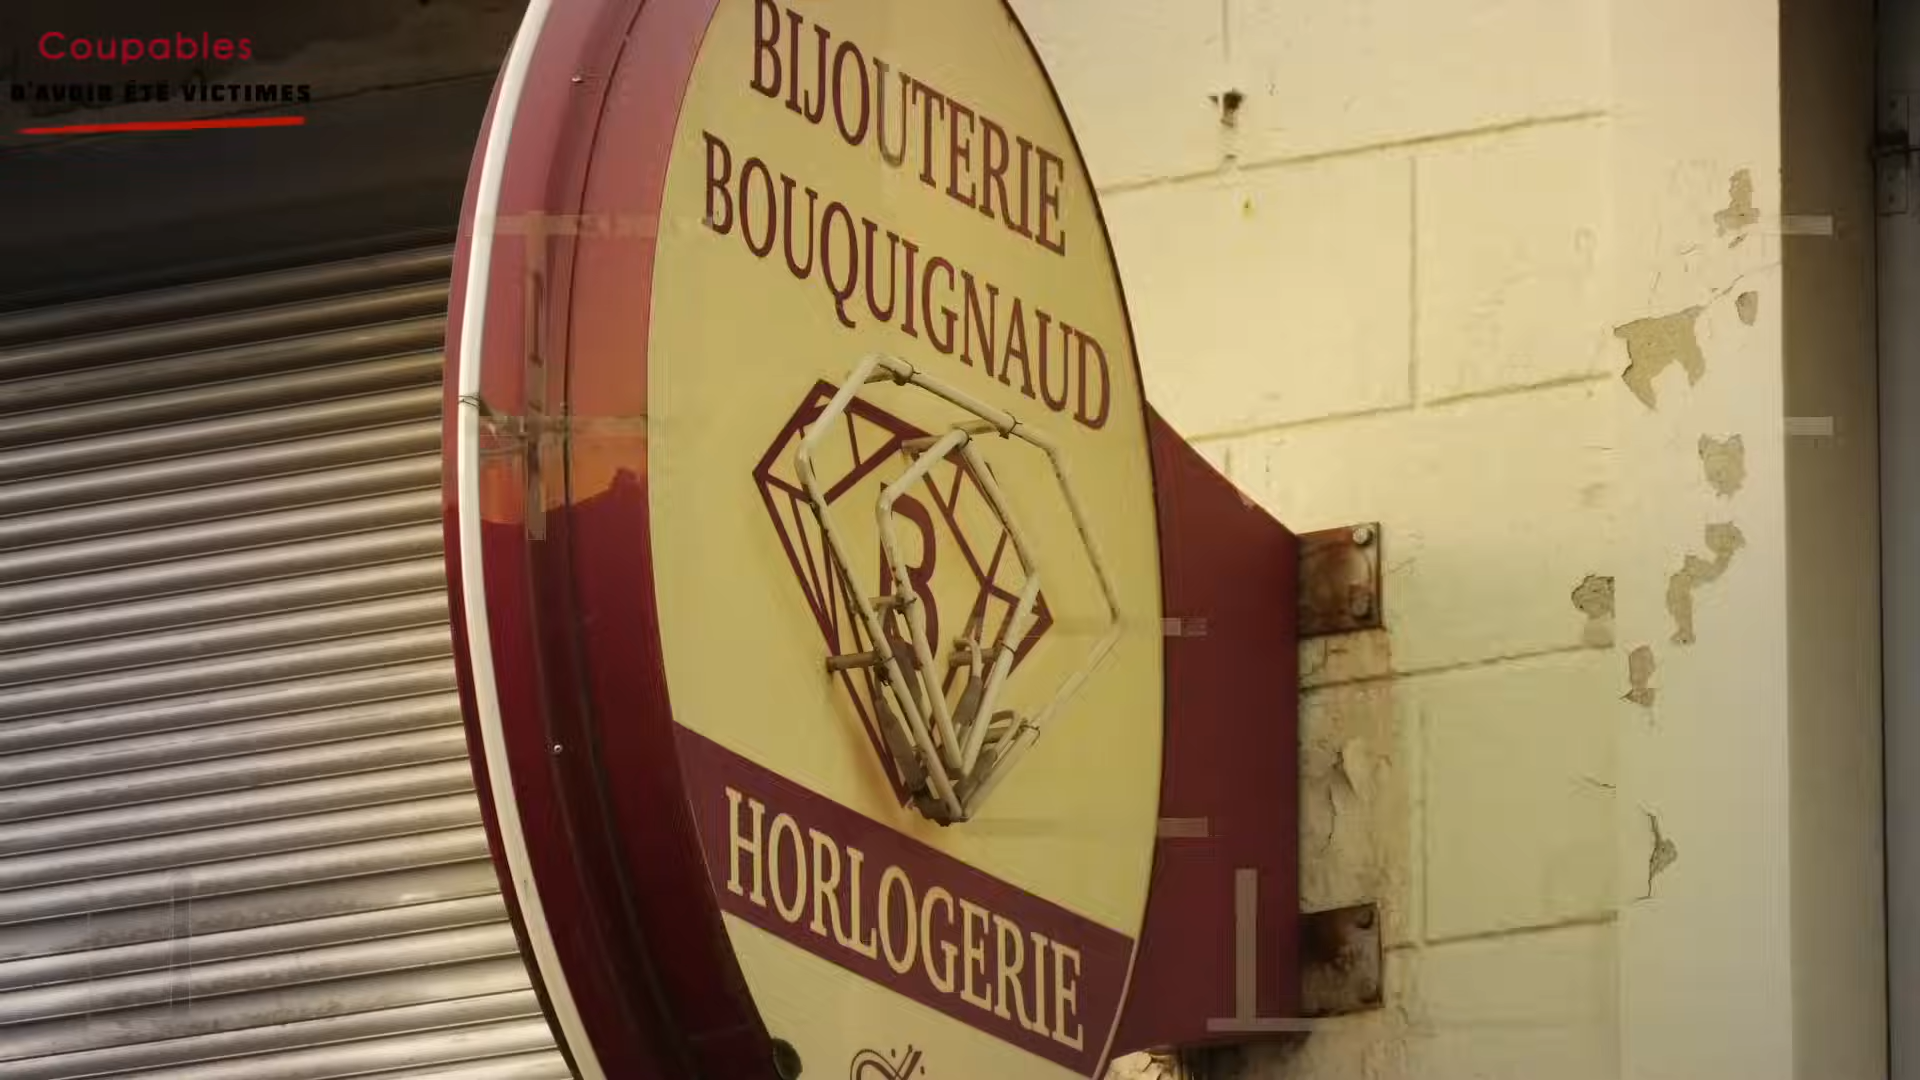 Coupables
D'AVOIR ÉTÉ VICTIMES
BIJOUTERIE
BOUQUIGNAUD
B
HORLOGERIE